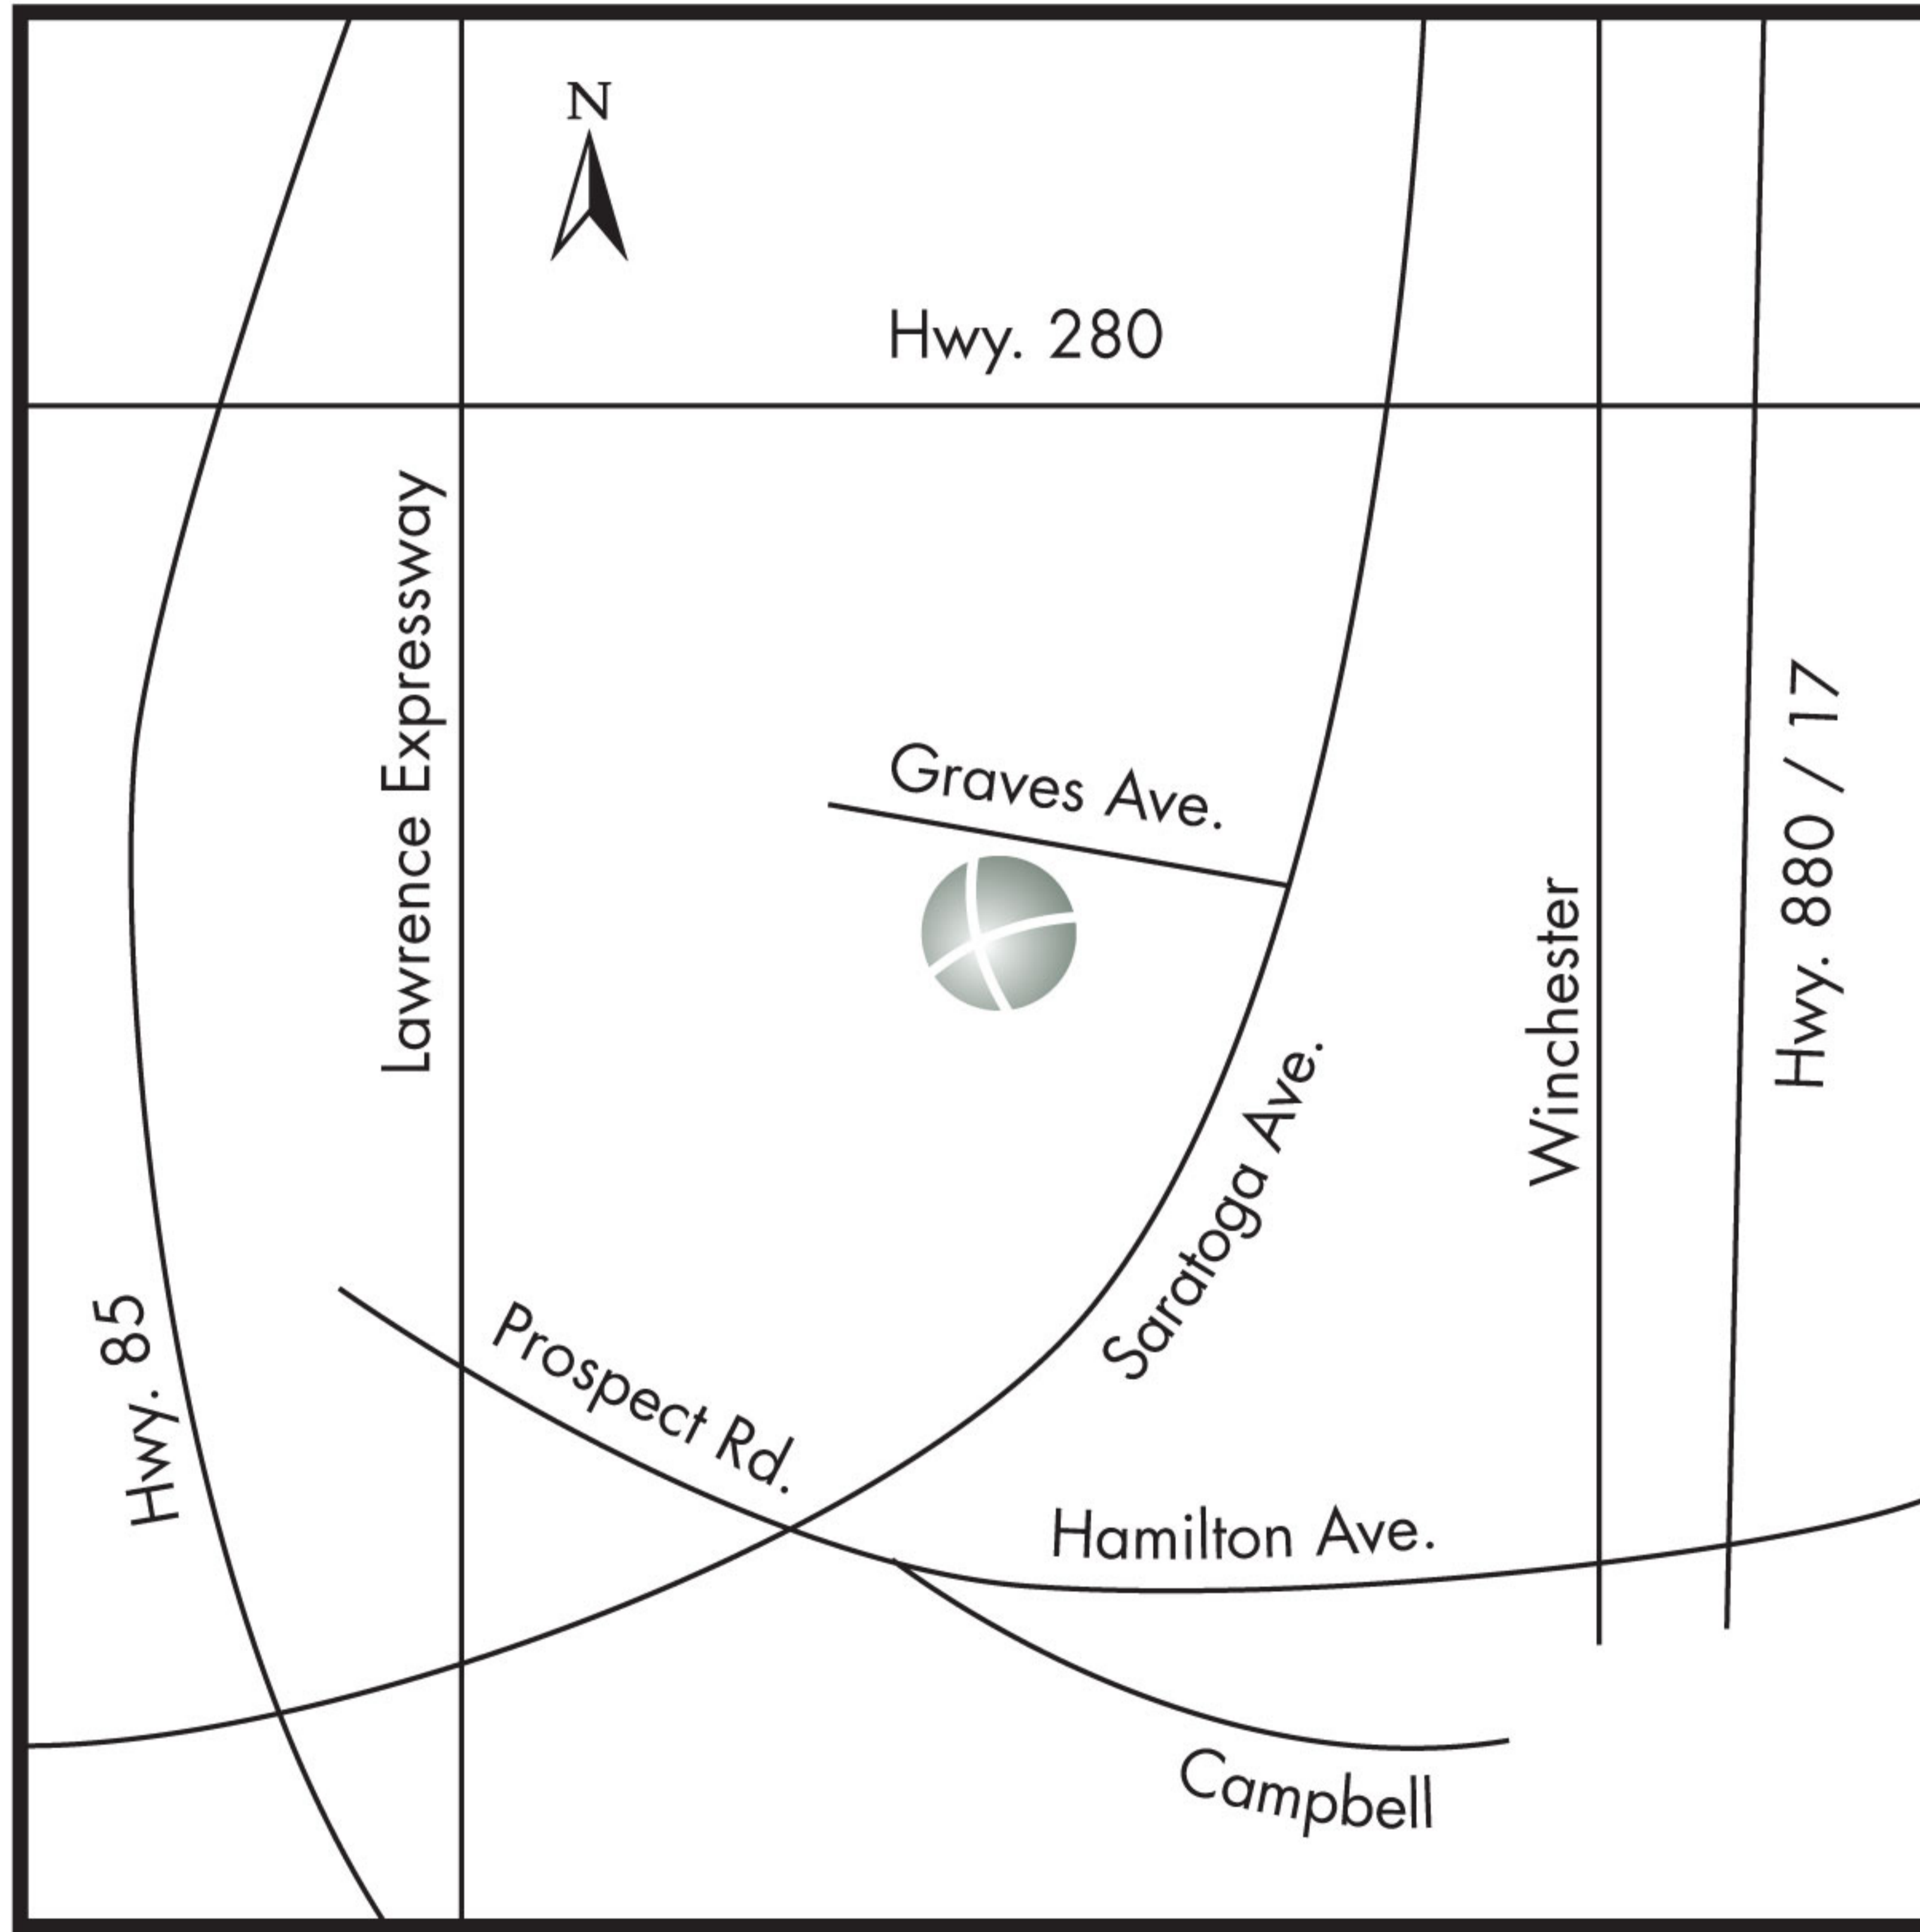 N
Hwy. 280
Lawrence Expressway
Graves Ave.
Hwy. 880 / 17
Winchester
Saratoga Ave.
Hwy. 85
Prospect Rd.
Hamilton Ave.
Campbell